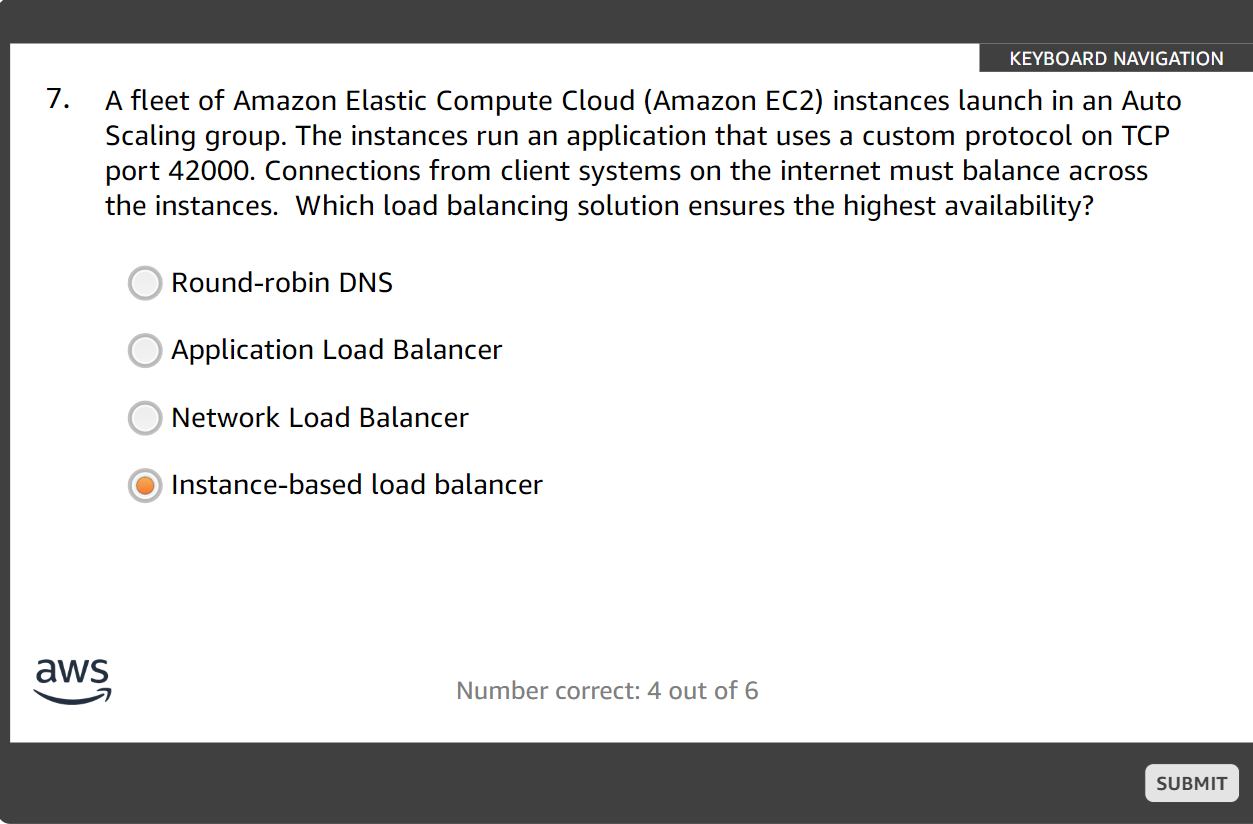 KEYBOARD NAVIGATION
7. A fleet of Amazon Elastic Compute Cloud (Amazon EC2) instances launch in an Auto
Scaling group. The instances run an application that uses a custom protocol on TCP
port 42000. Connections from client systems on the internet must balance across
the instances.  Which load balancing solution ensures the highest availability?
Round-robin DNS
Application Load Balancer
Network Load Balancer
Instance-based load balancer
aws
Number correct: 4 out of 6
SUBMIT